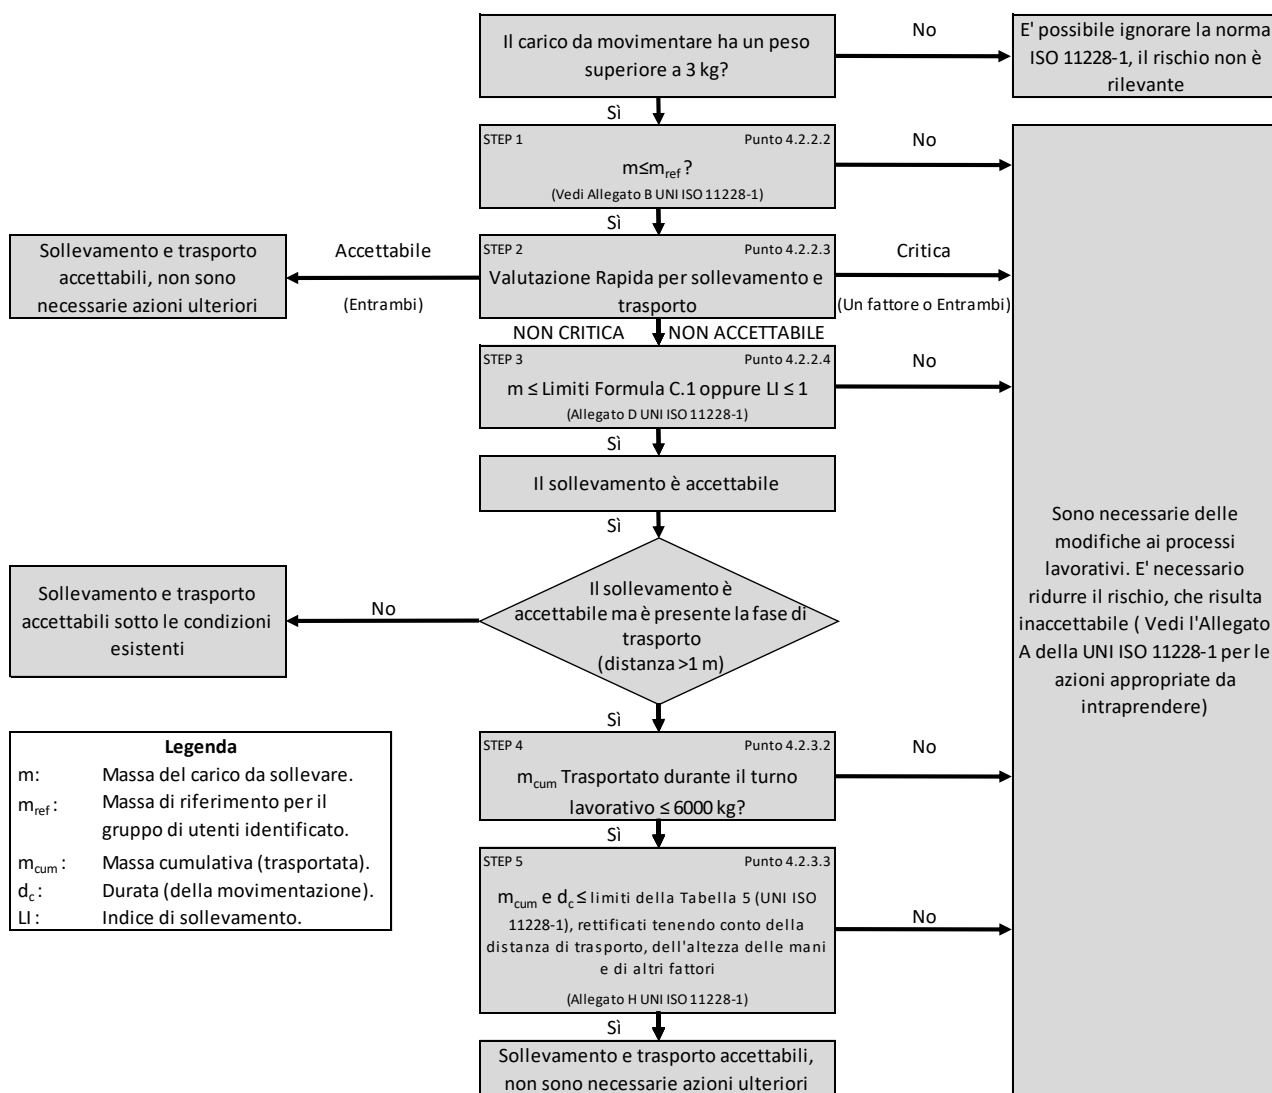 Il carico da movimentare ha un peso
superiore a 3 kg?
No
E' possibile ignorare la norma
ISO 11228-1, il rischio non è
rilevante
Sì
STEP 1 Punto 4.2.2.2
m≤mref ?
(Vedi Allegato B UNI ISO 11228-1)
No
Sì
Sollevamento e trasporto
accettabili, non sono
necessarie azioni ulteriori
Accettabile
(Entrambi)
STEP 2 Punto 4.2.2.3
Valutazione Rapida per sollevamento e
trasporto
Critica
(Un fattore o Entrambi)
NON CRITICA NON ACCETTABILE
STEP 3 Punto 4.2.2.4
m ≤ Limiti Formula C.1 oppure LI ≤ 1
(Allegato D UNI ISO 11228-1)
No
Sì
Il sollevamento è accettabile
Sì
Il sollevamento è
accettabile ma è presente la fase di
trasporto
(distanza >1 m)
No
Sollevamento e trasporto
accettabili sotto le condizioni
esistenti
Sono necessarie delle
modifiche ai processi
lavorativi. E' necessario
ridurre il rischio, che risulta
inaccettabile ( Vedi l'Allegato
A della UNI ISO 11228-1 per le
azioni appropriate da
intraprendere)
Sì
STEP 4 Punto 4.2.3.2
mcum Trasportato durante il turno
lavorativo ≤ 6000 kg?
No
Sì
STEP 5 Punto 4.2.3.3
mcum e dc ≤ limiti della Tabella 5 (UNI ISO
11228-1), rettificati tenendo conto della
distanza di trasporto, dell'altezza delle mani
e di altri fattori
(Allegato H UNI ISO 11228-1)
No
Sì
Sollevamento e trasporto accettabili,
non sono necessarie azioni ulteriori
Legenda
m: Massa del carico da sollevare.
mref : Massa di riferimento per il
gruppo di utenti identificato.
mcum : Massa cumulativa (trasportata).
dc : Durata (della movimentazione).
LI : Indice di sollevamento.